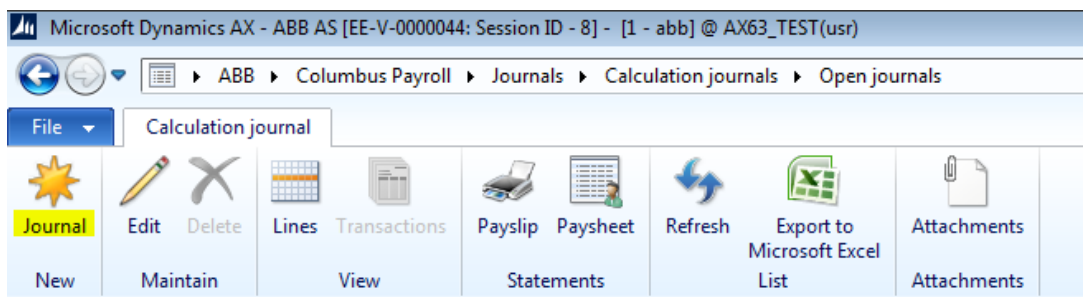 Microsoft Dynamics AX - ABB AS [EE-V-0000044: Session ID - 8] - [1 - abb] @ AX63_TEST(usr)
ABB Columbus Payroll Journals Calculation journals Open journals
File Calculation journal
Journal Edit Delete Lines Transactions Payslip Paysheet Refresh Export to Microsoft Excel Attachments
New Maintain View Statements List Attachments